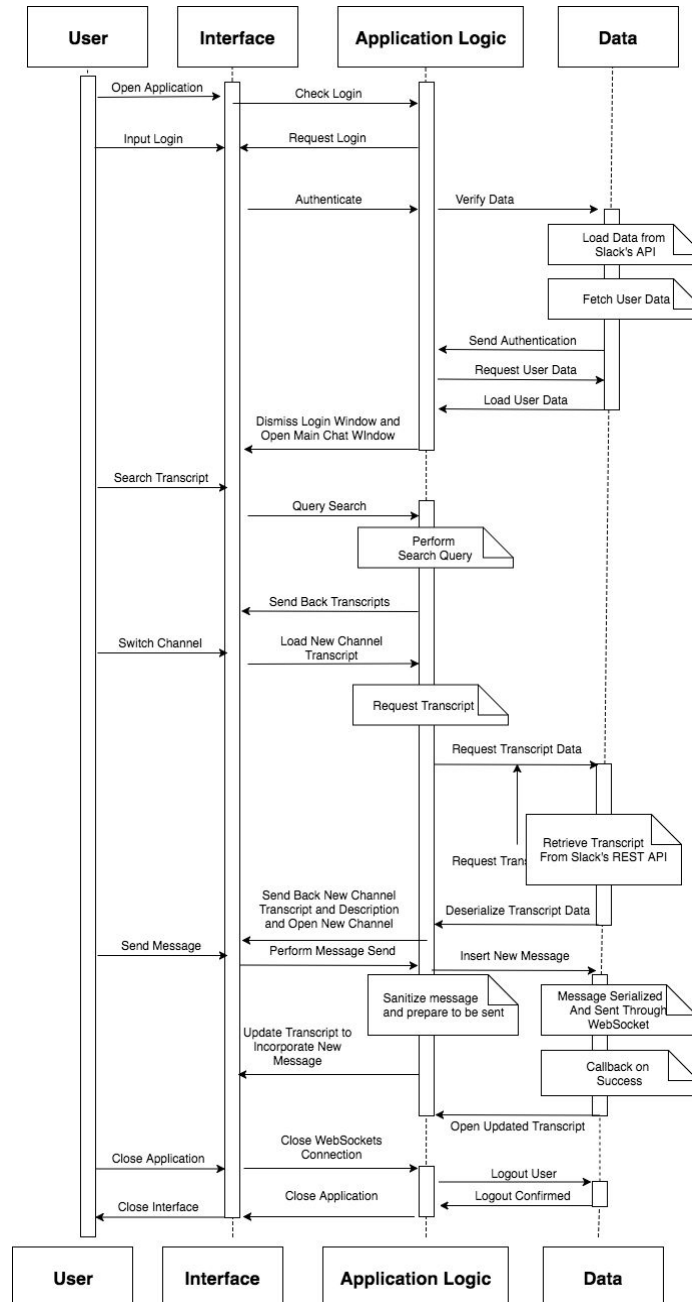 User
Interface
Application Logic
Data
Open Application
Check Login
Input Login
Request Login
Authenticate
Verify Data
Load Data from
Slack's API
Fetch User Data
Send Authentication
Request User Data
Load User Data
Dismiss Login Window and
Open Main Chat WIndow
Search Transcript
Query Search
Perform
Search Query
Send Back Transcripts
Switch Channel
Load New Channel
Transcript
Request Transcript
Request Transcript Data
Retrieve Transcript
From Slack's REST API
Request
Send Back New Channel
Transcript and Description
and Open New Channel
Deserialize Transcript Data
Send Message
Perform Message Send
Insert New Message
Sanitize message
and prepare to be sent
Message Serialized
And Sent Through
WebSocket
Update Transcript to
Incorporate New
Message
Callback on
Success
Open Updated Transcript
Close WebSockets
Connection
Close Application
Logout User
Close Application
Logout Confirmed
Close Interface
User
Interface
Application Logic
Data